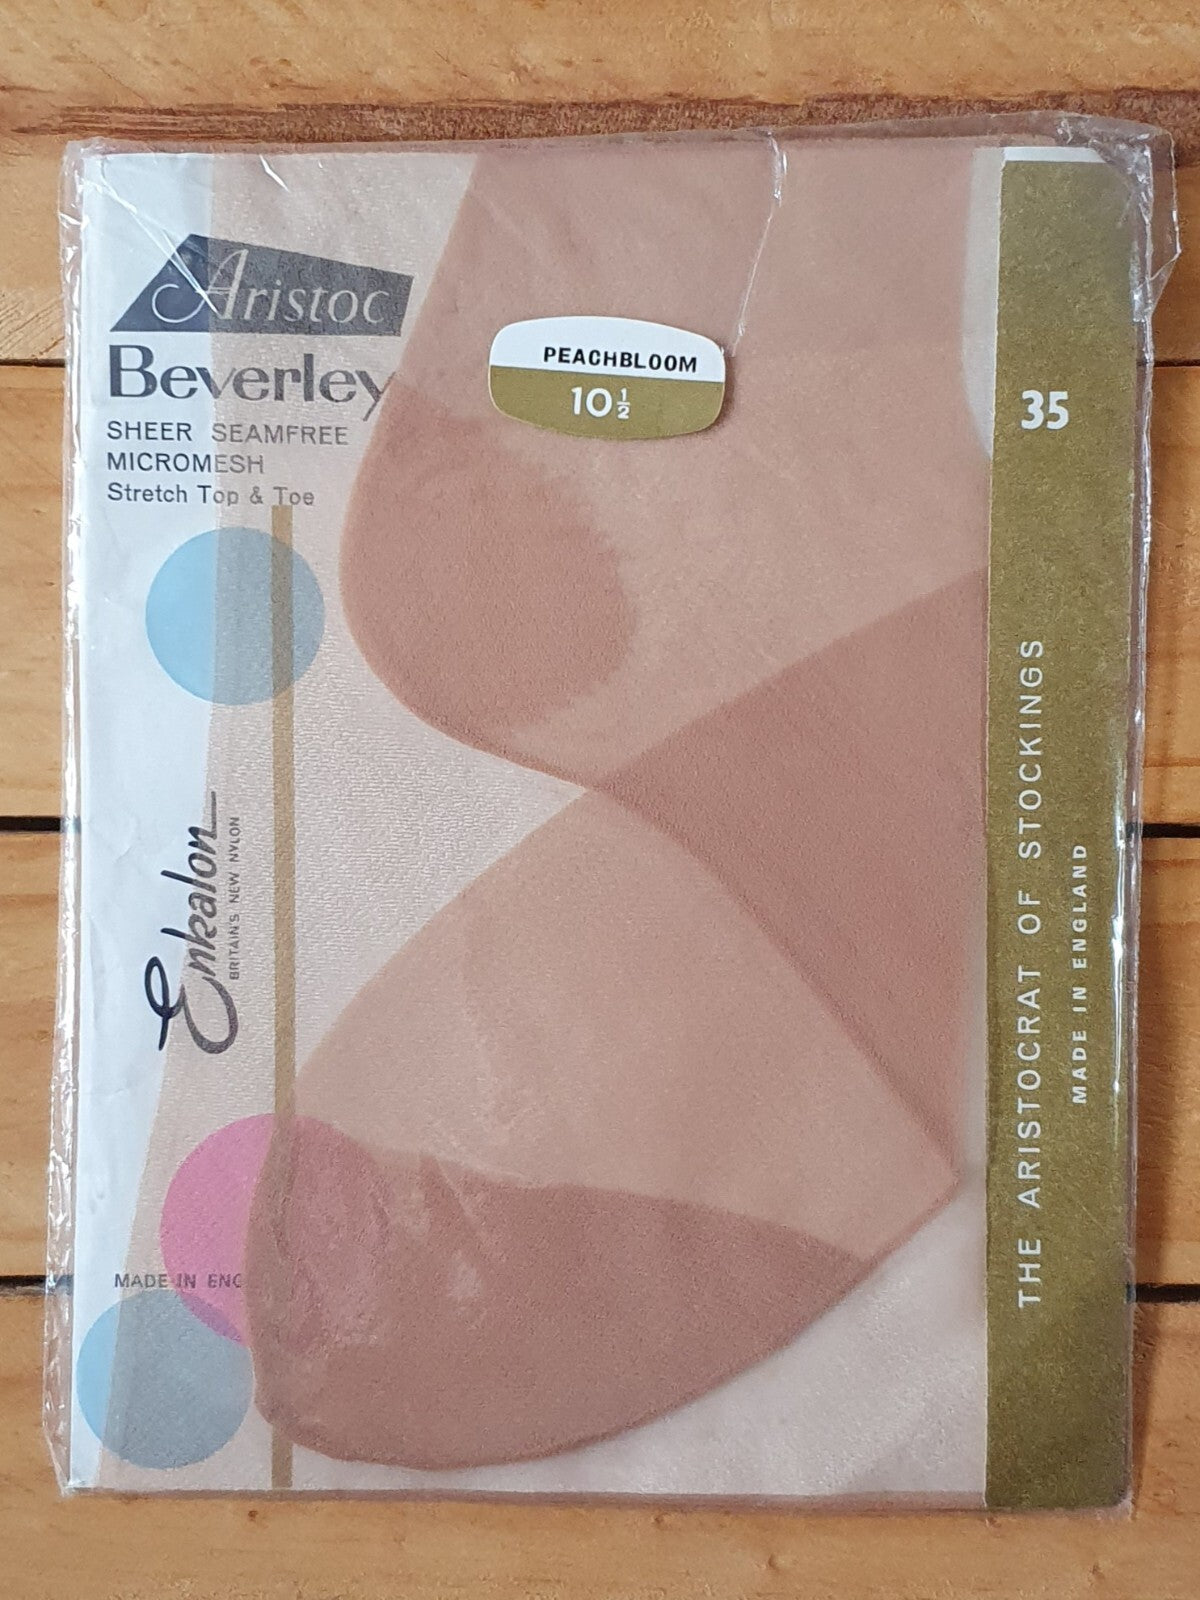 Aristoc
Beverley
SHEER SEAMFREE
MICROMESH
Stretch Top & Toe
PEACHBLOOM
10½
35
Enkalon
BRITAIN'S NEW NYLON
MADE IN ENG
THE ARISTOCRAT OF STOCKINGS
MADE IN ENGLAND